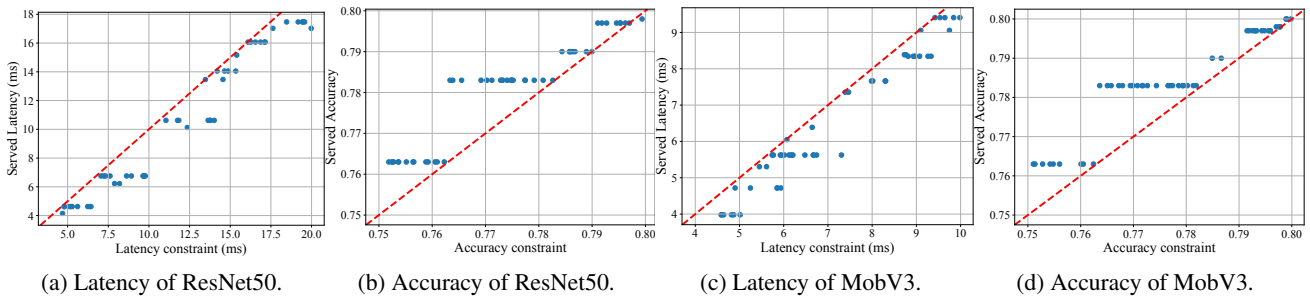 Served Latency (ms)
18
16
14
12
10
8
6
4
5.0 7.5 10.0 12.5 15.0 17.5 20.0
Latency constraint (ms)
(a) Latency of ResNet50.
Served Accuracy
0.80
0.79
0.78
0.77
0.76
0.75
0.75 0.76 0.77 0.78 0.79 0.80
Accuracy constraint
(b) Accuracy of ResNet50.
Served Latency (ms)
9
8
7
6
5
4
4 5 6 7 8 9 10
Latency constraint (ms)
(c) Latency of MobV3.
Served Accuracy
0.80
0.79
0.78
0.77
0.76
0.75
0.75 0.76 0.77 0.78 0.79 0.80
Accuracy constraint
(d) Accuracy of MobV3.